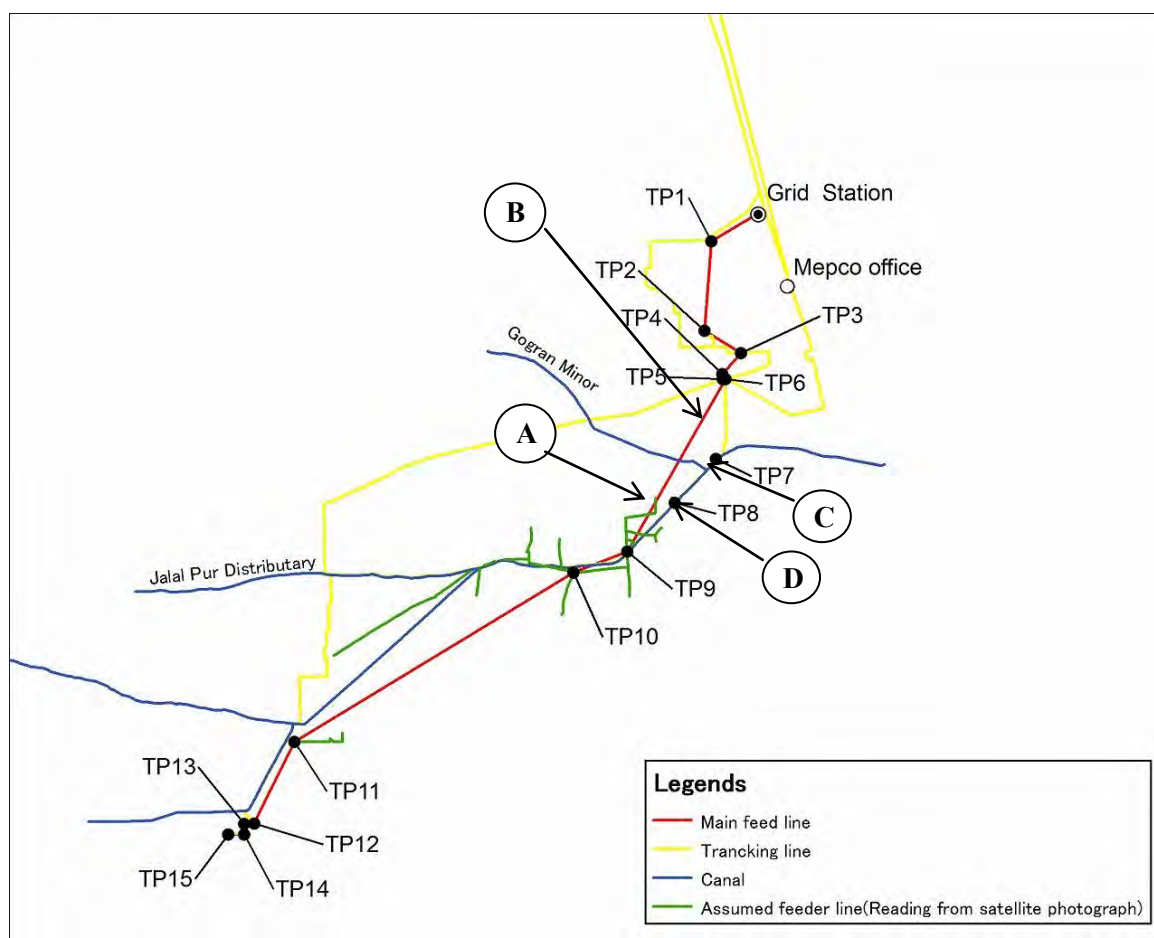 Grid Station
TP1
B
Mepco office
TP2
TP4
TP3
Gogran Minor
TP5
TP6
A
TP7
C
TP8
D
Jalal Pur Distributary
TP9
TP10
TP13
TP11
TP12
TP15
TP14
Legends
Main feed line
Trancking line
Canal
Assumed feeder line(Reading from satellite photograph)